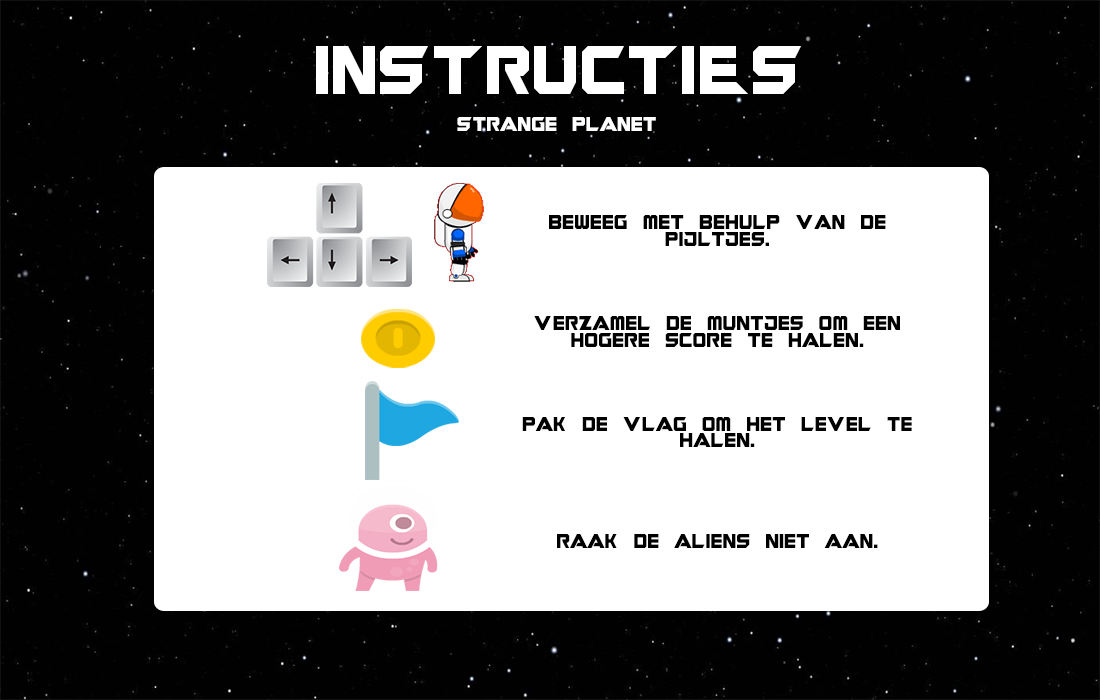 INSTRUCTIES
STRANGE PLANET
BEWEEG MET BEHULP VAN DE
PIJLTJES.
VERZAMEL DE MUNTJES OM EEN
HOGERE SCORE TE HALEN.
PAK DE VLAG OM HET LEVEL TE
HALEN.
RAAK DE ALIENS NIET AAN.